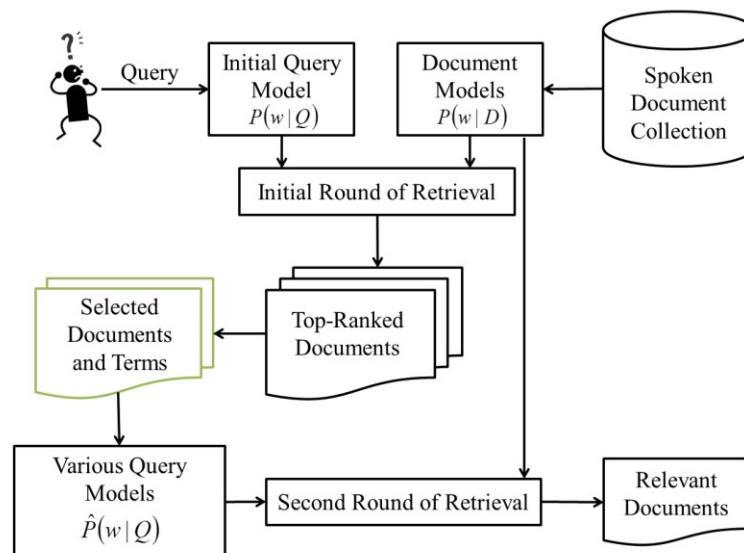 ?
Query
Initial Query
Model
P(w | Q)
Document
Models
P(w | D)
Spoken
Document
Collection
Initial Round of Retrieval
Selected
Documents
and Terms
Top-Ranked
Documents
Various Query
Models
P̂(w | Q)
Second Round of Retrieval
Relevant
Documents